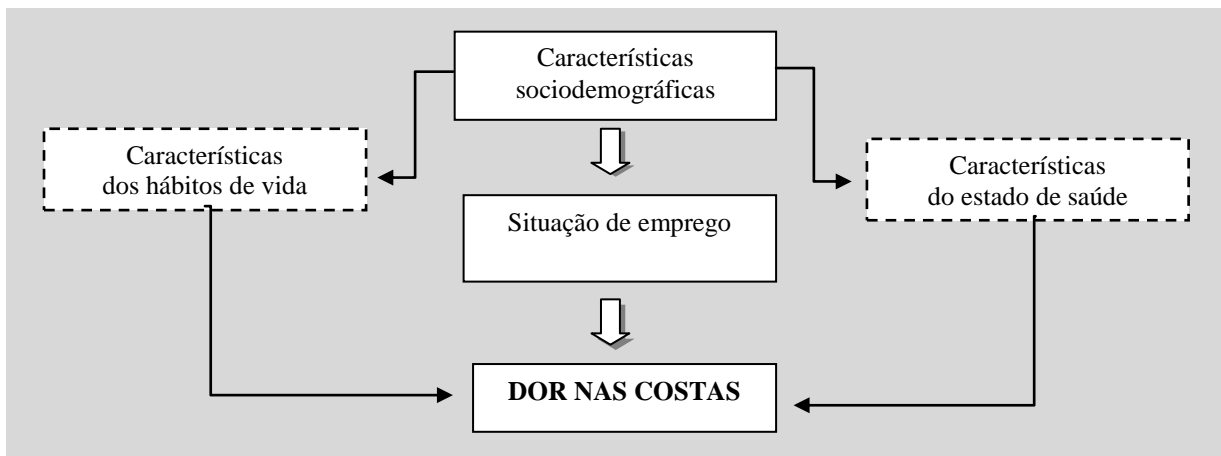 Características
sociodemográficas
Características
dos hábitos de vida
Características
do estado de saúde
Situação de emprego
DOR NAS COSTAS